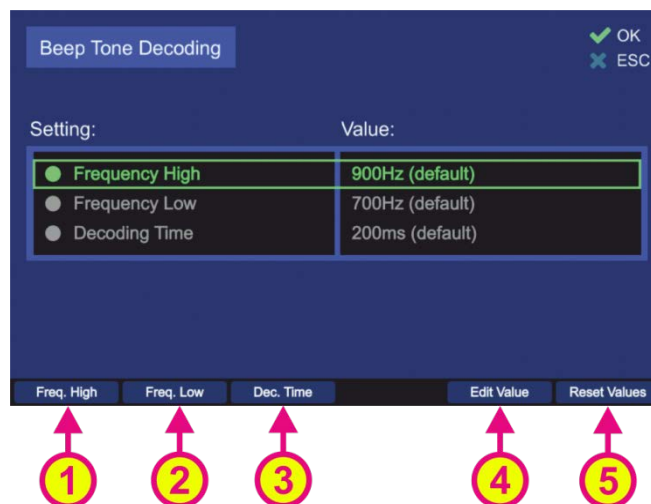 Beep Tone Decoding
OK
ESC
Setting: Value:
Frequency High 900Hz (default)
Frequency Low 700Hz (default)
Decoding Time 200ms (default)
Freq. High Freq. Low Dec. Time Edit Value Reset Values
1 2 3 4 5